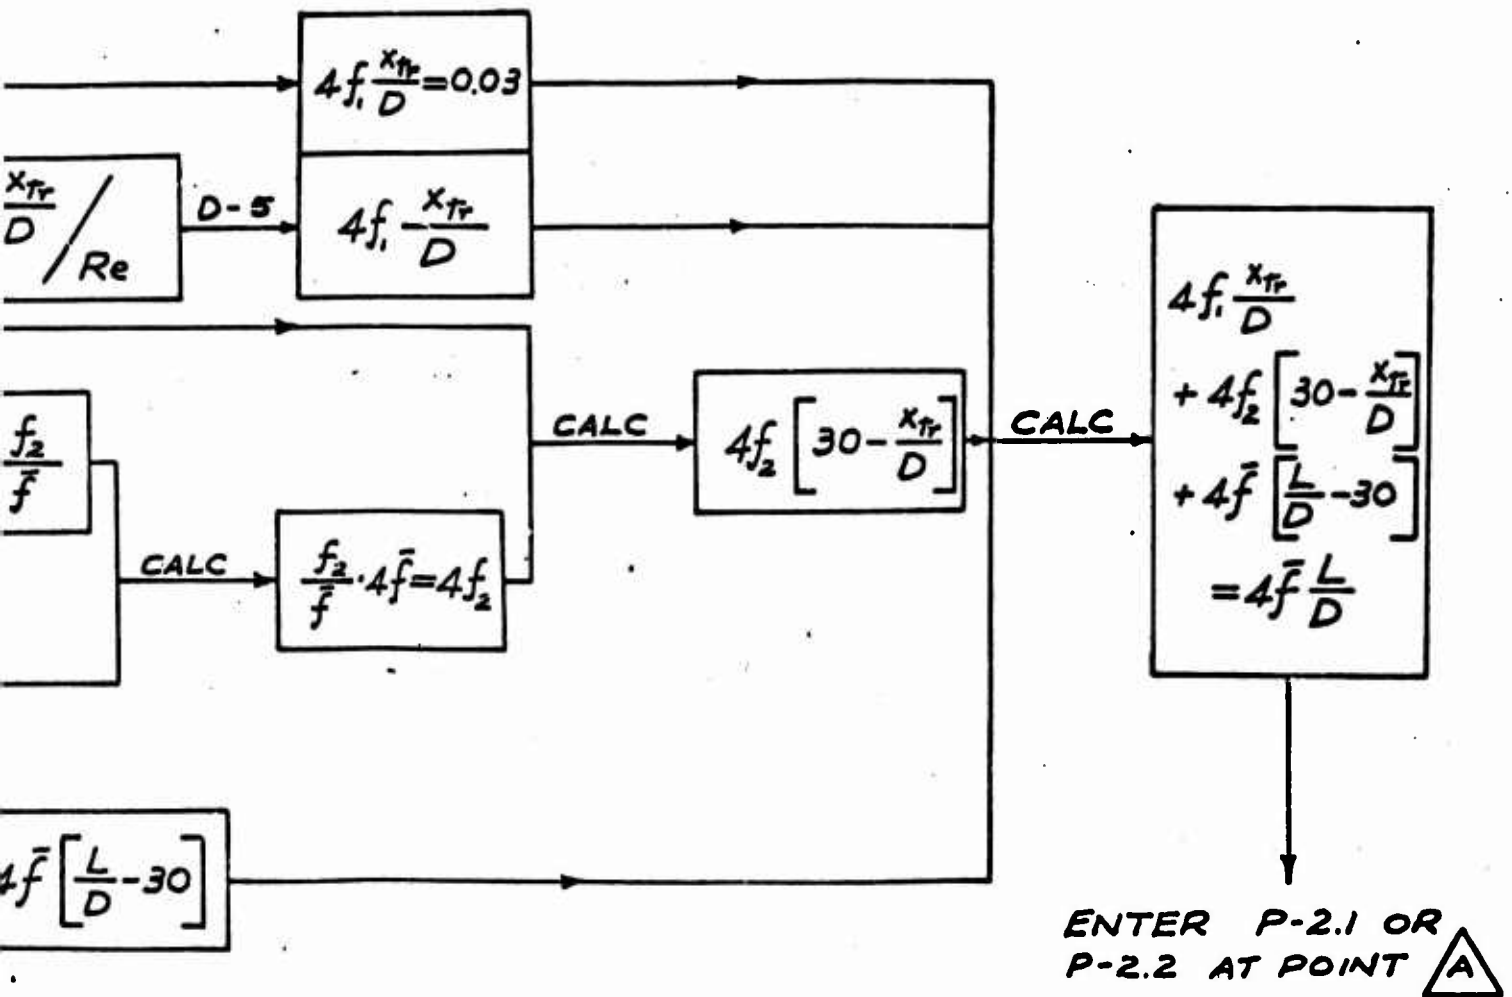 4f₁ x_Tr/D = 0.03
x_Tr/D / Re
D-5
4f₁ - x_Tr/D
f₂/f̄
CALC
f₂/f̄ · 4f̄ = 4f₂
CALC
4f₂ [30 - x_Tr/D]
CALC
4f₁ x_Tr/D
+ 4f₂ [30 - x_Tr/D]
+ 4f̄ [L/D - 30]
= 4f̄ L/D
4f̄ [L/D - 30]
ENTER P-2.1 OR
P-2.2 AT POINT A